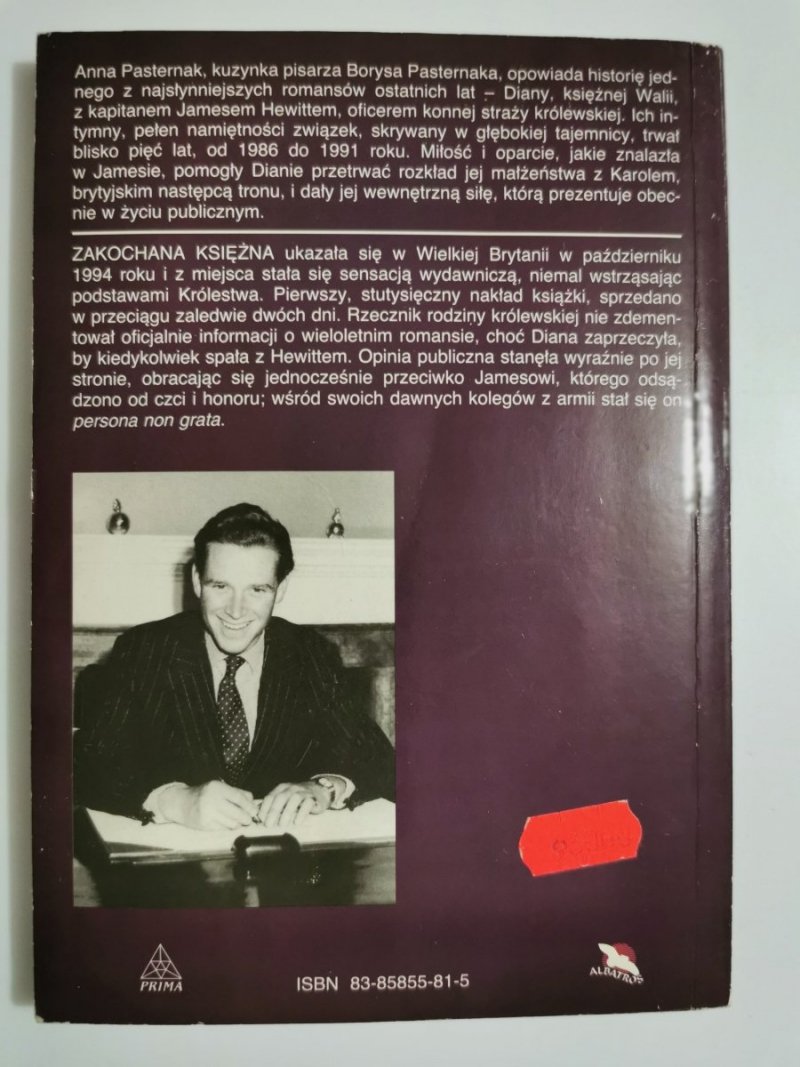 Anna Pasternak, kuzynka pisarza Borysa Pasternaka, opowiada historię jed-
nego z najsłynniejszych romansów ostatnich lat – Diany, księżnej Walii,
z kapitanem Jamesem Hewittem, oficerem konnej straży królewskiej. Ich in-
tymny, pełen namiętności związek, skrywany w głębokiej tajemnicy, trwał
blisko pięć lat, od 1986 do 1991 roku. Miłość i oparcie, jakie znalazła
w Jamesie, pomogły Dianie przetrwać rozkład jej małżeństwa z Karolem,
brytyjskim następcą tronu, i dały jej wewnętrzną siłę, którą prezentuje obec-
nie w życiu publicznym.
ZAKOCHANA KSIĘŻNA ukazała się w Wielkiej Brytanii w październiku
1994 roku i z miejsca stała się sensacją wydawniczą, niemal wstrząsając
podstawami Królestwa. Pierwszy, stutysięczny nakład książki, sprzedano
w przeciągu zaledwie dwóch dni. Rzecznik rodziny królewskiej nie zdemen-
tował oficjalnie informacji o wieloletnim romansie, choć Diana zaprzeczyła,
by kiedykolwiek spała z Hewittem. Opinia publiczna stanęła wyraźnie po jej
stronie, obracając się jednocześnie przeciwko Jamesowi, którego odsą-
dzono od czci i honoru; wśród swoich dawnych kolegów z armii stał się on
persona non grata.
PRIMA
ISBN 83-85855-81-5
ALBATROS